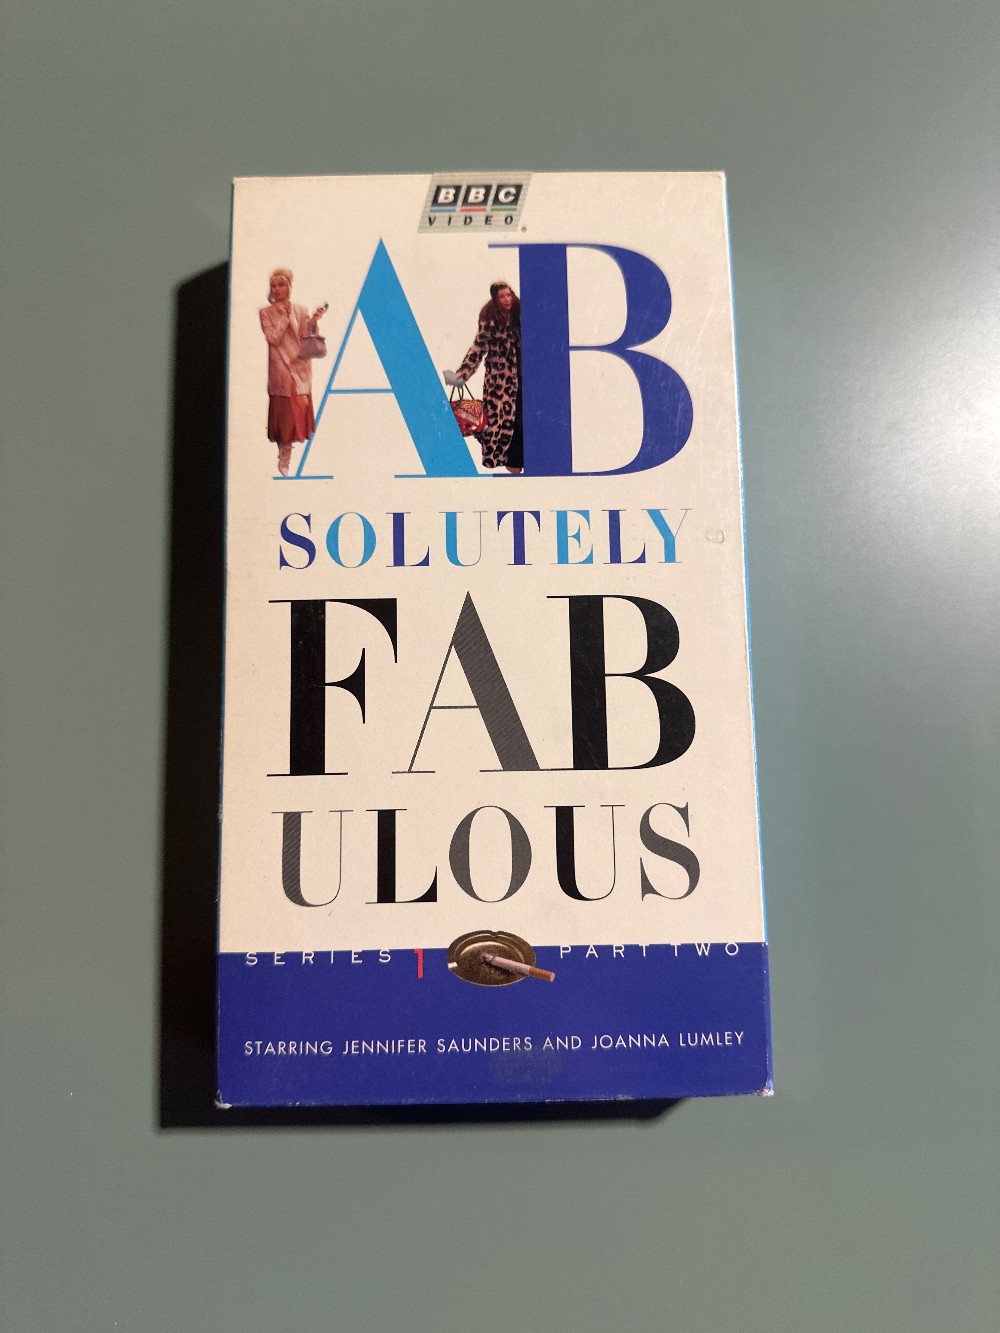 BBC
VIDEO
AB
SOLUTELY
FAB
ULOUS
SERIES 1 PART TWO
STARRING JENNIFER SAUNDERS AND JOANNA LUMLEY